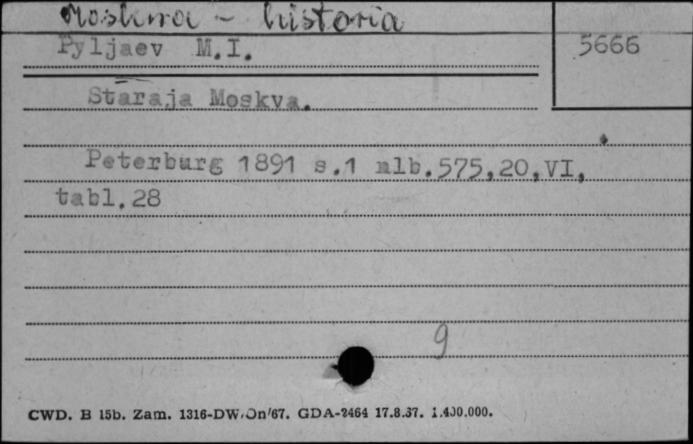 Moskwa - historia
Pyljaev M.I.
5666
Staraja Moskva.
Peterburg 1891 s.1 nlb.575,20,VI,
tabl.28
9
CWD. B 15b. Zam. 1316-DW/On/67. GDA-2464 17.8.37. 1.400.000.